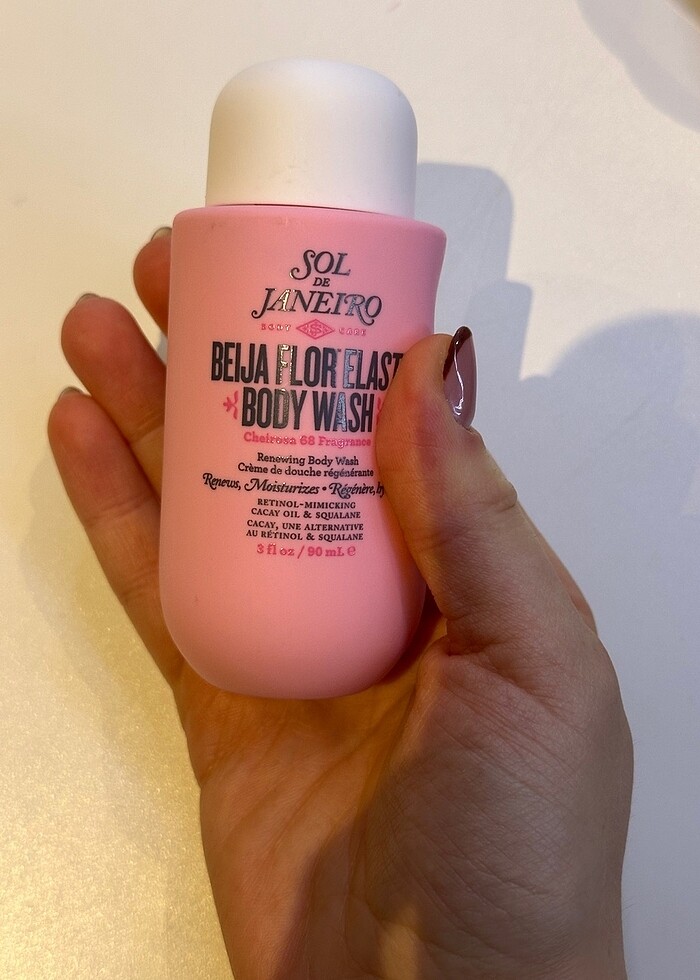 SOL
DE
JANEIRO
BODY CARE
BEIJA FLOR ELAST
BODY WASH
Cheirosa 68 Fragrance
Renewing Body Wash
Crème de douche régénérante
Renews, Moisturizes • Régénère, hy
RETINOL-MIMICKING
CACAY OIL & SQUALANE
CACAY, UNE ALTERNATIVE
AU RÉTINOL & SQUALANE
3 fl oz / 90 mL e